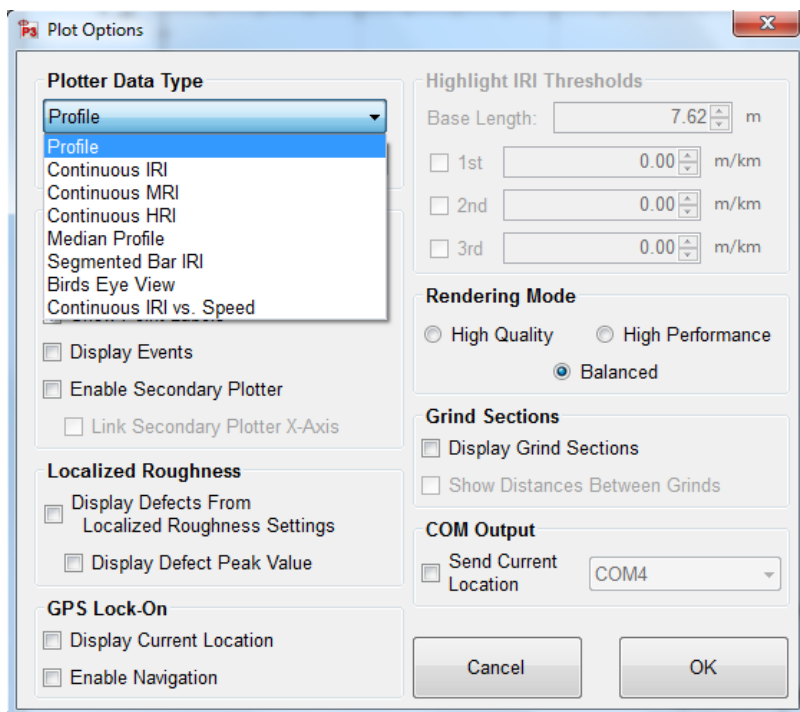 P3 Plot Options
Plotter Data Type
Profile
Profile
Continuous IRI
Continuous MRI
Continuous HRI
Median Profile
Segmented Bar IRI
Birds Eye View
Continuous IRI vs. Speed
Display Events
Enable Secondary Plotter
Link Secondary Plotter X-Axis
Localized Roughness
Display Defects From
Localized Roughness Settings
Display Defect Peak Value
GPS Lock-On
Display Current Location
Enable Navigation
Highlight IRI Thresholds
Base Length: 7.62 m
1st 0.00 m/km
2nd 0.00 m/km
3rd 0.00 m/km
Rendering Mode
High Quality High Performance
Balanced
Grind Sections
Display Grind Sections
Show Distances Between Grinds
COM Output
Send Current
Location
COM4
Cancel OK